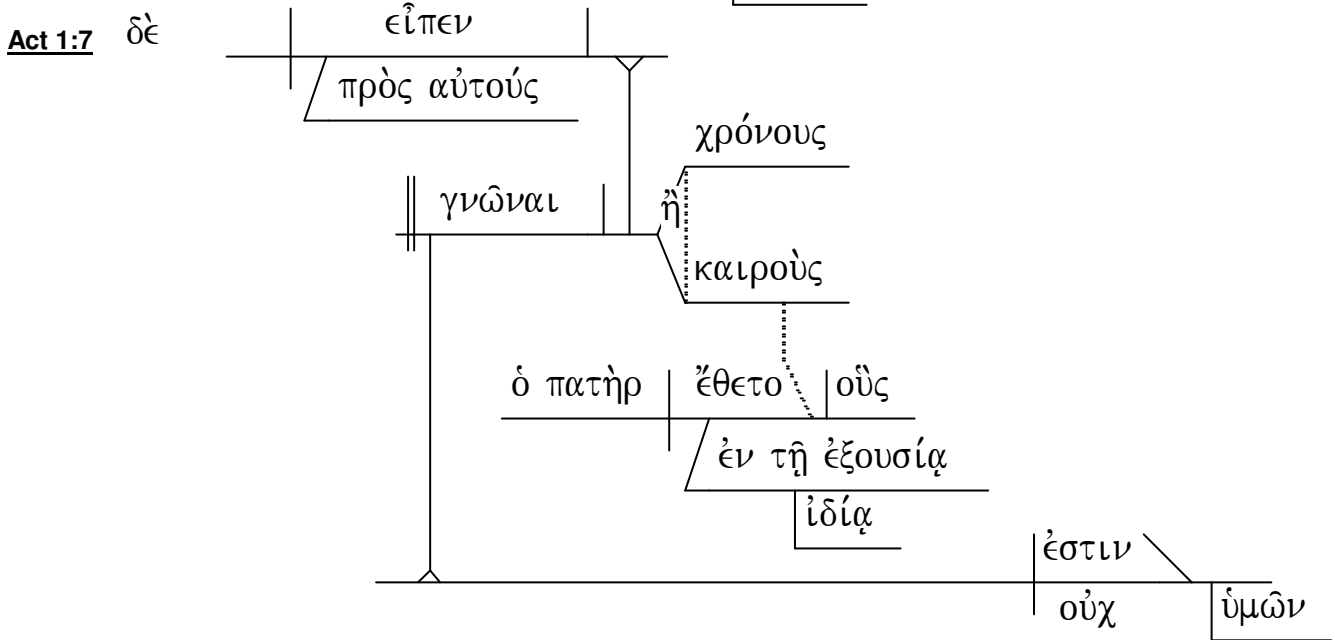 Act 1:7 δὲ εἶπεν
πρὸς αὐτούς
χρόνους
γνῶναι ἢ
καιροὺς
ὁ πατὴρ ἔθετο οὓς
ἐν τῇ ἐξουσίᾳ
ἰδίᾳ
ἐστιν
οὐχ ὑμῶν